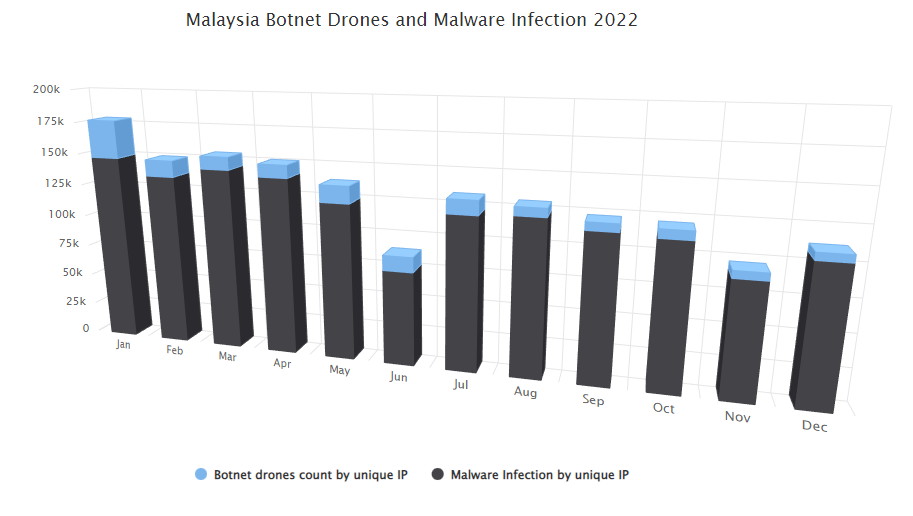 Malaysia Botnet Drones and Malware Infection 2022
200k
175k
150k
125k
100k
75k
50k
25k
0
Jan
Feb
Mar
Apr
May
Jun
Jul
Aug
Sep
Oct
Nov
Dec
Botnet drones count by unique IP
Malware Infection by unique IP